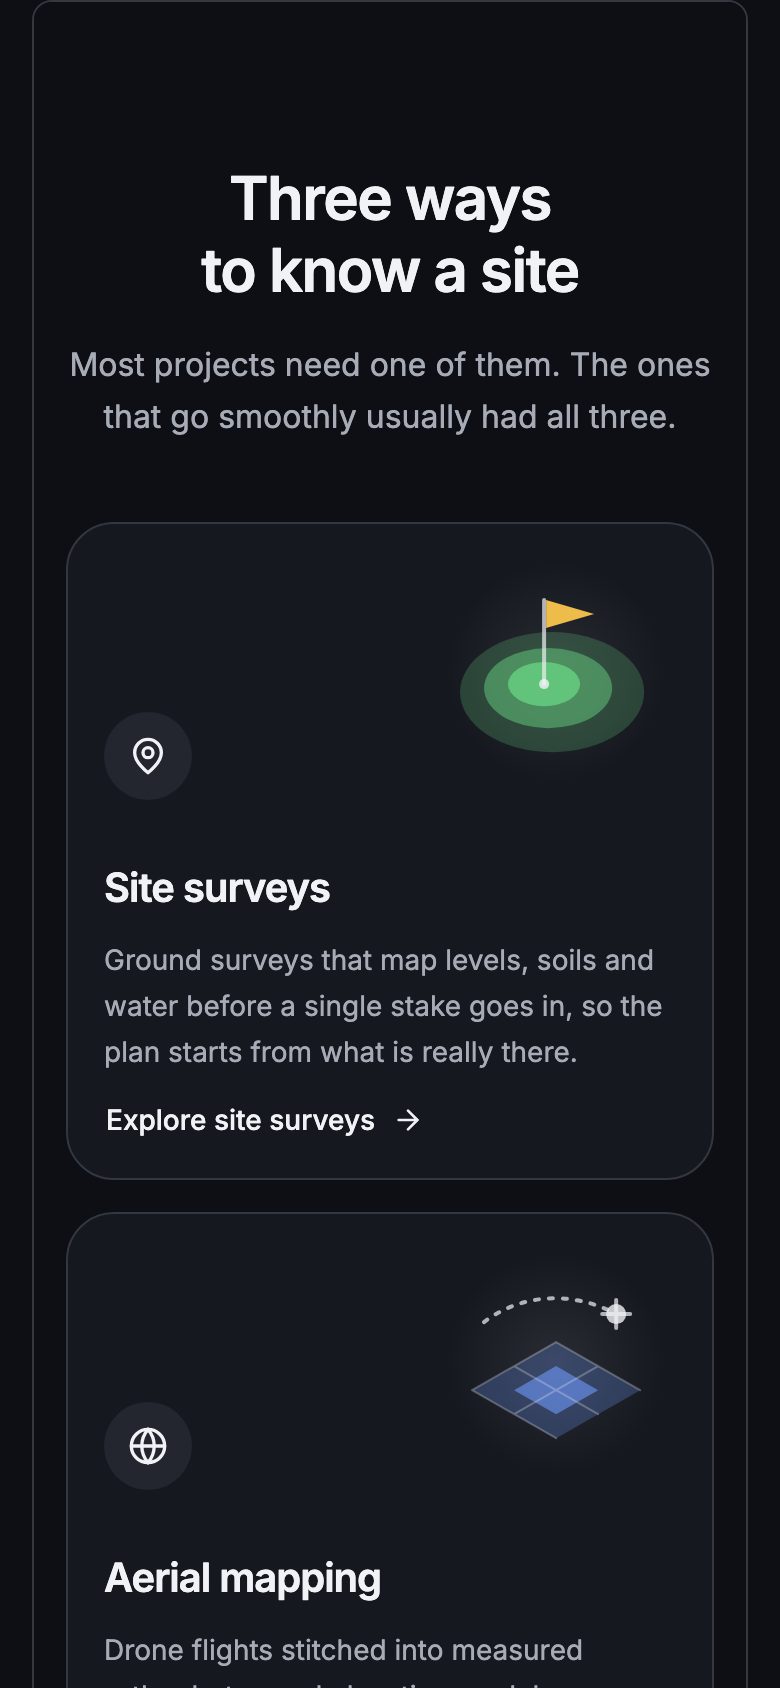 Three ways
to know a site
Most projects need one of them. The ones
that go smoothly usually had all three.
Site surveys
Ground surveys that map levels, soils and
water before a single stake goes in, so the
plan starts from what is really there.
Explore site surveys
Aerial mapping
Drone flights stitched into measured